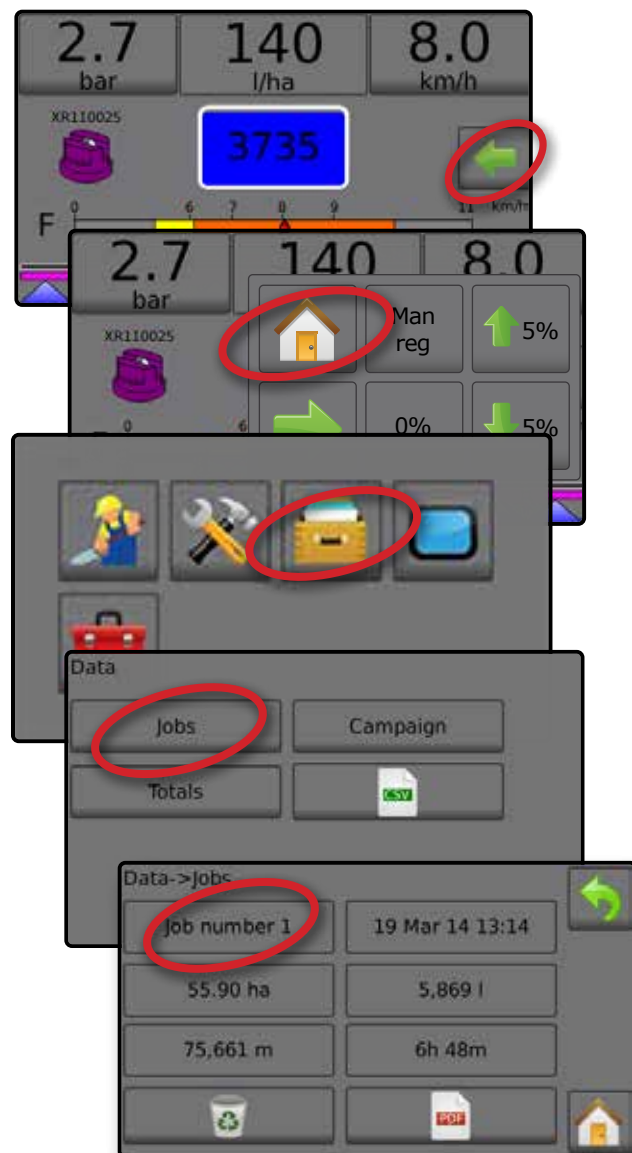 2.7 140 8.0
bar l/ha km/h
XR110025
3735
0 6 7 8 9 11 km/h
F
2.7 140 8.0
bar
XR110025
Man reg
5%
0 6
0%
5%
Data
Jobs Campaign
Totals CSV
Data->Jobs
Job number 1 19 Mar 14 13:14
55.90 ha 5,869 l
75,661 m 6h 48m
PDF